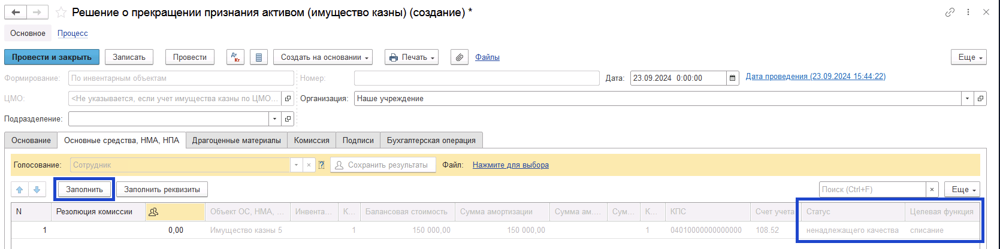 Решение о прекращении признания активом (имущество казны) (создание) *
Основное Процесс
Провести и закрыть Записать Провести Дт Кт Создать на основании Печать Файлы Еще
Формирование: По инвентарным объектам Номер: Дата: 23.09.2024 0:00:00 Дата проведения (23.09.2024 15:44:22)
ЦМО: <Не указывается, если учет имущества казны по ЦМО... Организация: Наше учреждение
Подразделение:
Основание Основные средства, НМА, НПА Драгоценные материалы Комиссия Подписи Бухгалтерская операция
Голосование: Сотрудник ? Сохранить результаты Файл: Нажмите для выбора
Заполнить Заполнить реквизиты Поиск (Ctrl+F) × Еще
N Резолюция комиссии Объект ОС, НМА, ... Инвента... К... Балансовая стоимость Сумма амортизации Сумма ам... Сум... К... КПС Счет учета Статус Целевая функция
1 0,00 Имущество казны 5 1 150 000,00 150 000,00 1 04010000000000000 108.52 ненадлежащего качества списание